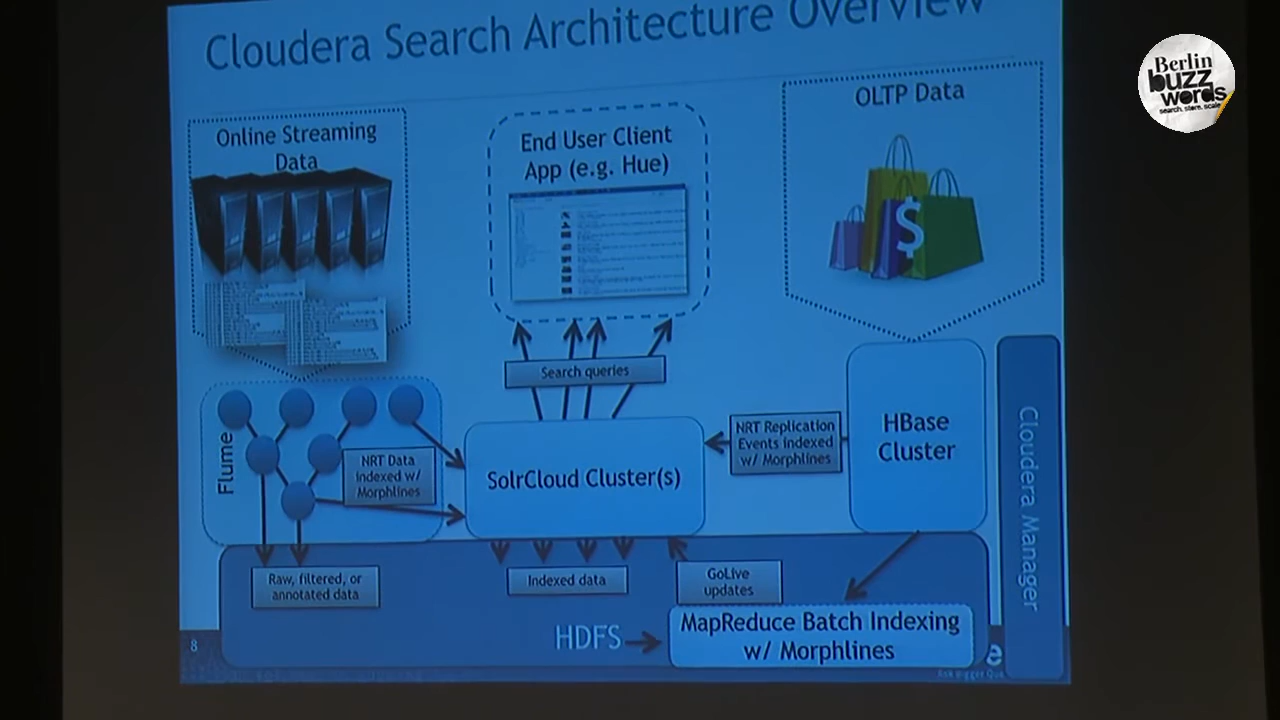 Cloudera Search Architecture Overview
Berlin
buzz
words
search. store. scale.
Online Streaming
Data
End User Client
App (e.g. Hue)
OLTP Data
$
Search queries
Flume
NRT Data
Indexed w/
Morphlines
SolrCloud Cluster(s)
NRT Replication
Events indexed
w/ Morphlines
HBase
Cluster
Cloudera Manager
Raw, filtered, or
annotated data
Indexed data
GoLive
updates
HDFS
MapReduce Batch Indexing
w/ Morphlines
8
e